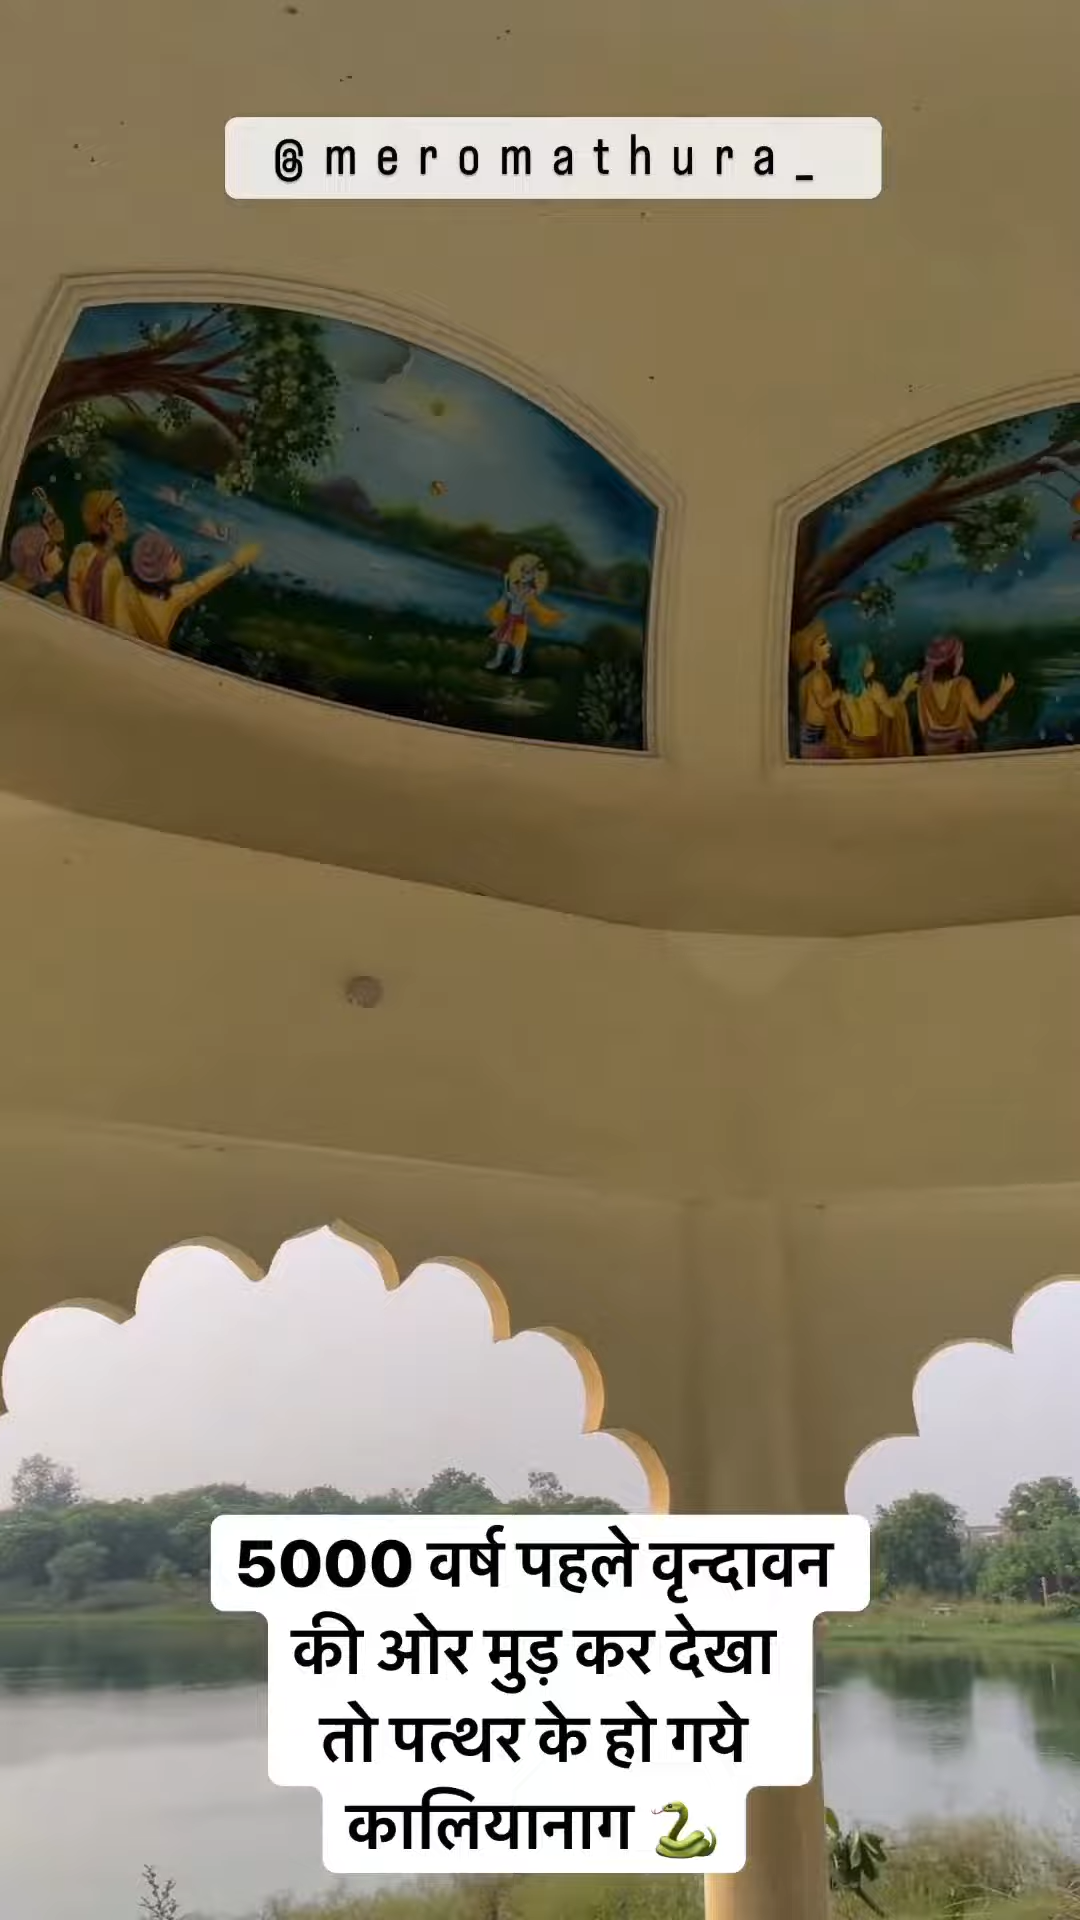 @meromathura_
5000 वर्ष पहले वृन्दावन
की ओर मुड़ कर देखा
तो पत्थर के हो गये
कालियानाग 🐍